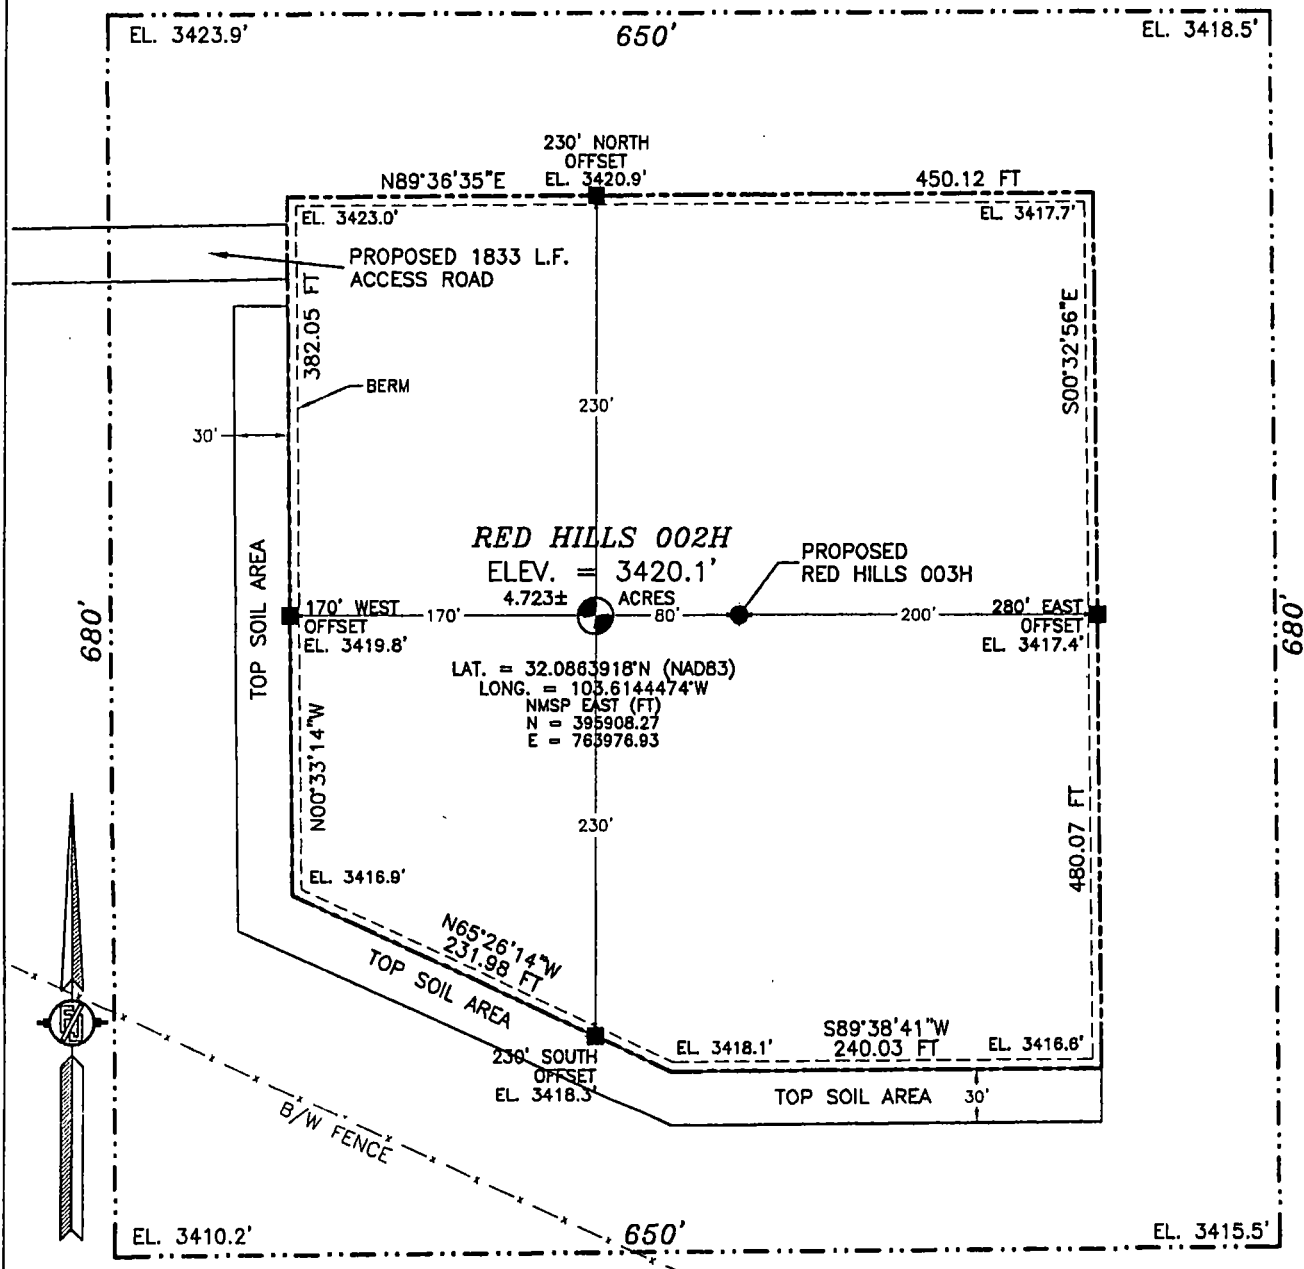 EL. 3423.9'
650'
EL. 3418.5'
230' NORTH
OFFSET
EL. 3420.9'
N89°36'35"E
450.12 FT
EL. 3423.0'
EL. 3417.7'
PROPOSED 1833 L.F.
ACCESS ROAD
382.05 FT
S00°32'56"E
BERM
230'
30'
RED HILLS 002H
ELEV. = 3420.1'
4.723± ACRES
PROPOSED
RED HILLS 003H
TOP SOIL AREA
680'
170' WEST
OFFSET
EL. 3419.8'
170'
80'
200'
280' EAST
OFFSET
EL. 3417.4'
680'
LAT. = 32.0863918°N (NAD83)
LONG. = 103.6144474°W
NMSP EAST (FT)
N = 395908.27
E = 763976.93
N00°33'14"W
230'
480.07 FT
EL. 3416.9'
N65°26'14"W
231.98 FT
TOP SOIL AREA
230' SOUTH
OFFSET
EL. 3418.3'
EL. 3418.1'
S89°38'41"W
240.03 FT
EL. 3416.6'
TOP SOIL AREA
30'
B/W FENCE
EL. 3410.2'
650'
EL. 3415.5'